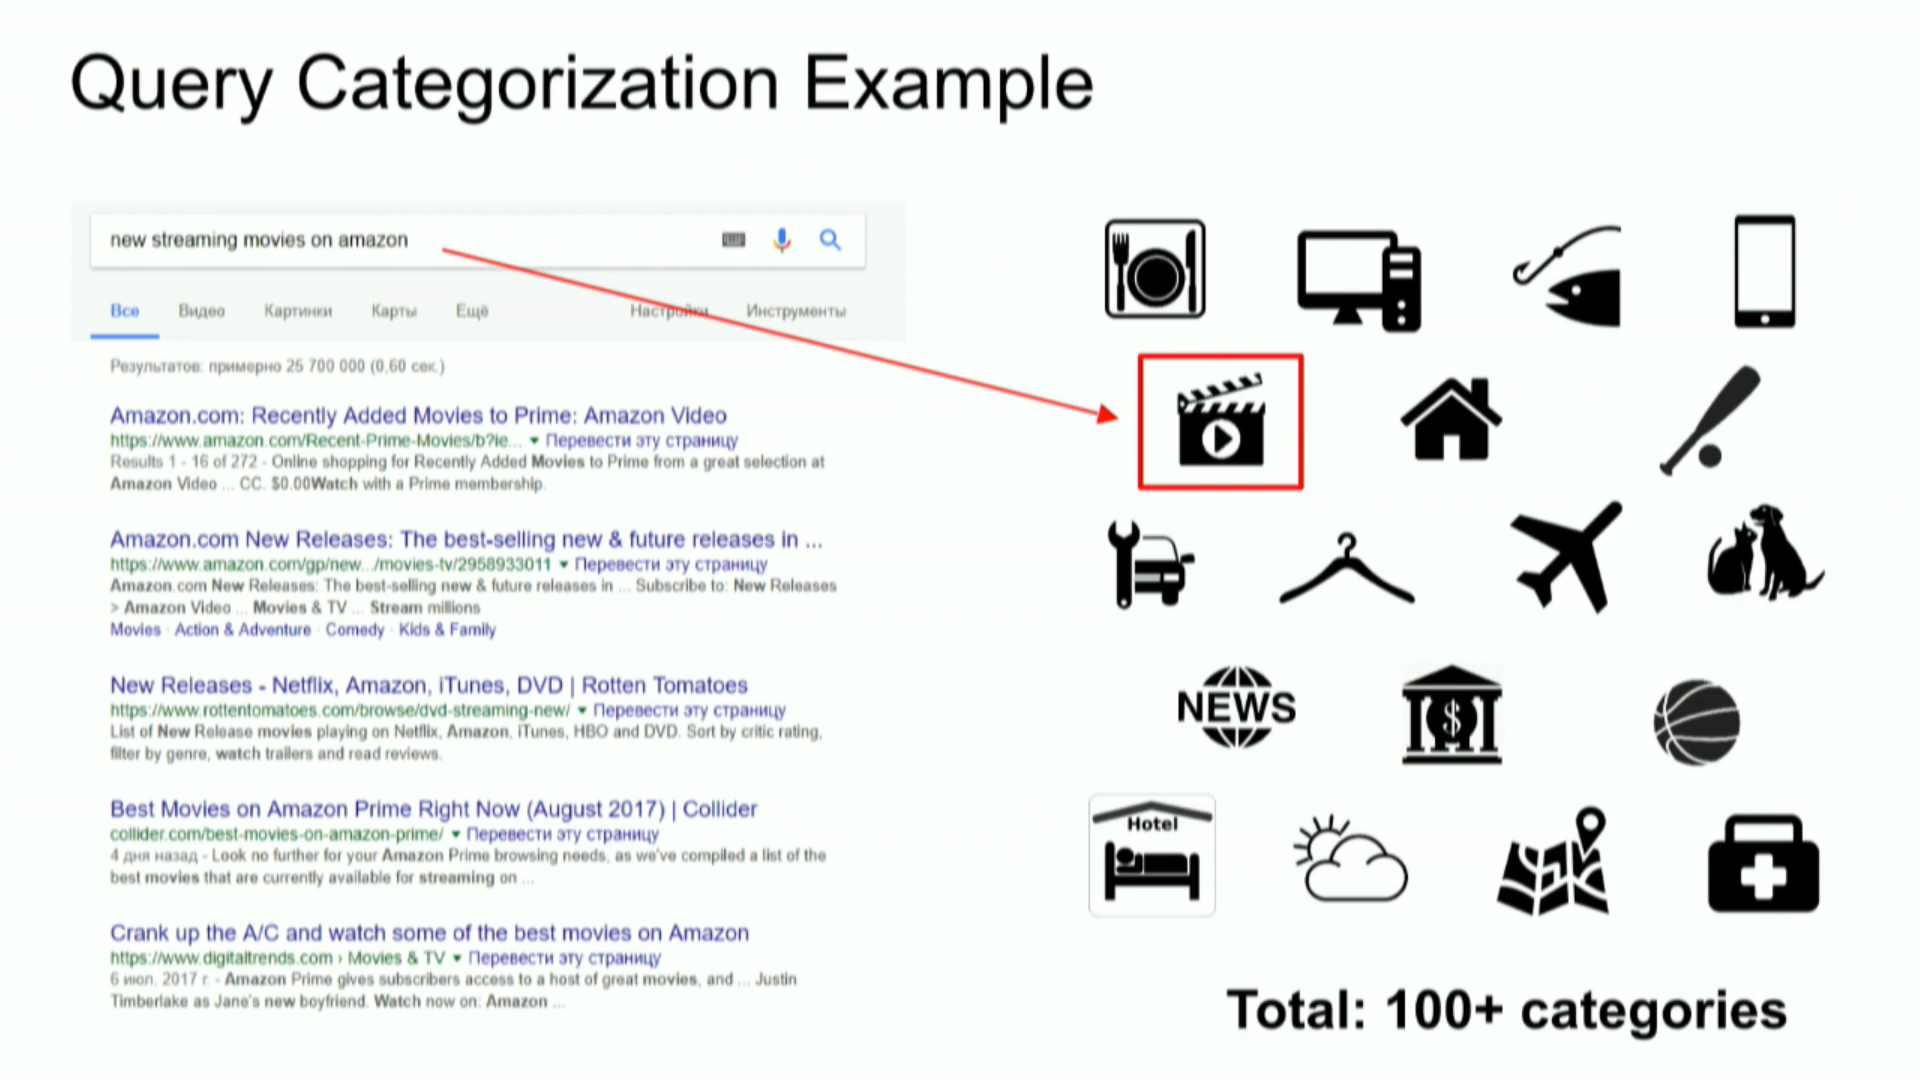 Query Categorization Example
new streaming movies on amazon
Все Видео Картинки Карты Ещё Настройки Инструменты
Результатов: примерно 25 700 000 (0,60 сек.)
Amazon.com: Recently Added Movies to Prime: Amazon Video
https://www.amazon.com/Recent-Prime-Movies/b?ie... ▾ Перевести эту страницу
Results 1 - 16 of 272 - Online shopping for Recently Added Movies to Prime from a great selection at
Amazon Video ... CC. $0.00Watch with a Prime membership.
Amazon.com New Releases: The best-selling new & future releases in ...
https://www.amazon.com/gp/new.../movies-tv/2958933011 ▾ Перевести эту страницу
Amazon.com New Releases: The best-selling new & future releases in ... Subscribe to: New Releases
> Amazon Video ... Movies & TV ... Stream millions
Movies · Action & Adventure · Comedy · Kids & Family
New Releases - Netflix, Amazon, iTunes, DVD | Rotten Tomatoes
https://www.rottentomatoes.com/browse/dvd-streaming-new/ ▾ Перевести эту страницу
List of New Release movies playing on Netflix, Amazon, iTunes, HBO and DVD. Sort by critic rating,
filter by genre, watch trailers and read reviews.
Best Movies on Amazon Prime Right Now (August 2017) | Collider
collider.com/best-movies-on-amazon-prime/ ▾ Перевести эту страницу
4 дня назад - Look no further for your Amazon Prime browsing needs, as we've compiled a list of the
best movies that are currently available for streaming on ...
Crank up the A/C and watch some of the best movies on Amazon
https://www.digitaltrends.com › Movies & TV ▾ Перевести эту страницу
6 июл. 2017 г. - Amazon Prime gives subscribers access to a host of great movies, and ... Justin
Timberlake as Jane's new boyfriend. Watch now on: Amazon ...
NEWS
$
Hotel
Total: 100+ categories